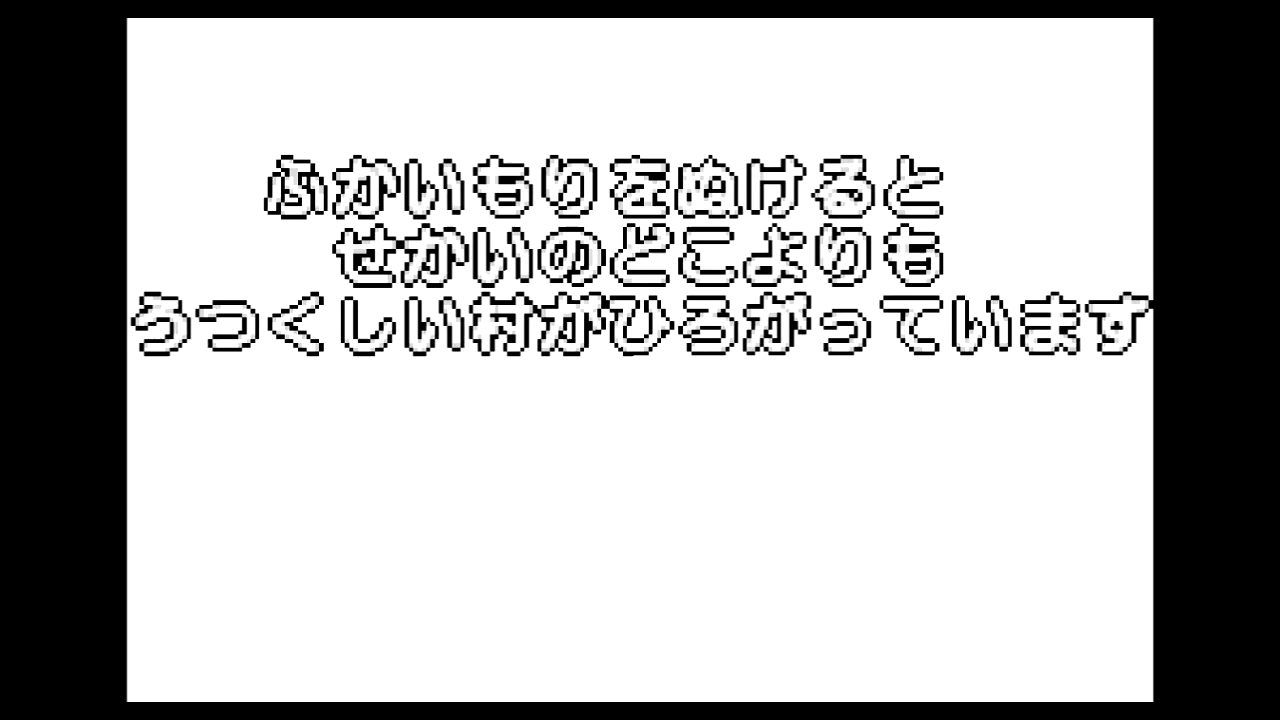 ふかいもりをぬけると
せかいのどこよりも
うつくしい村がひろがっています